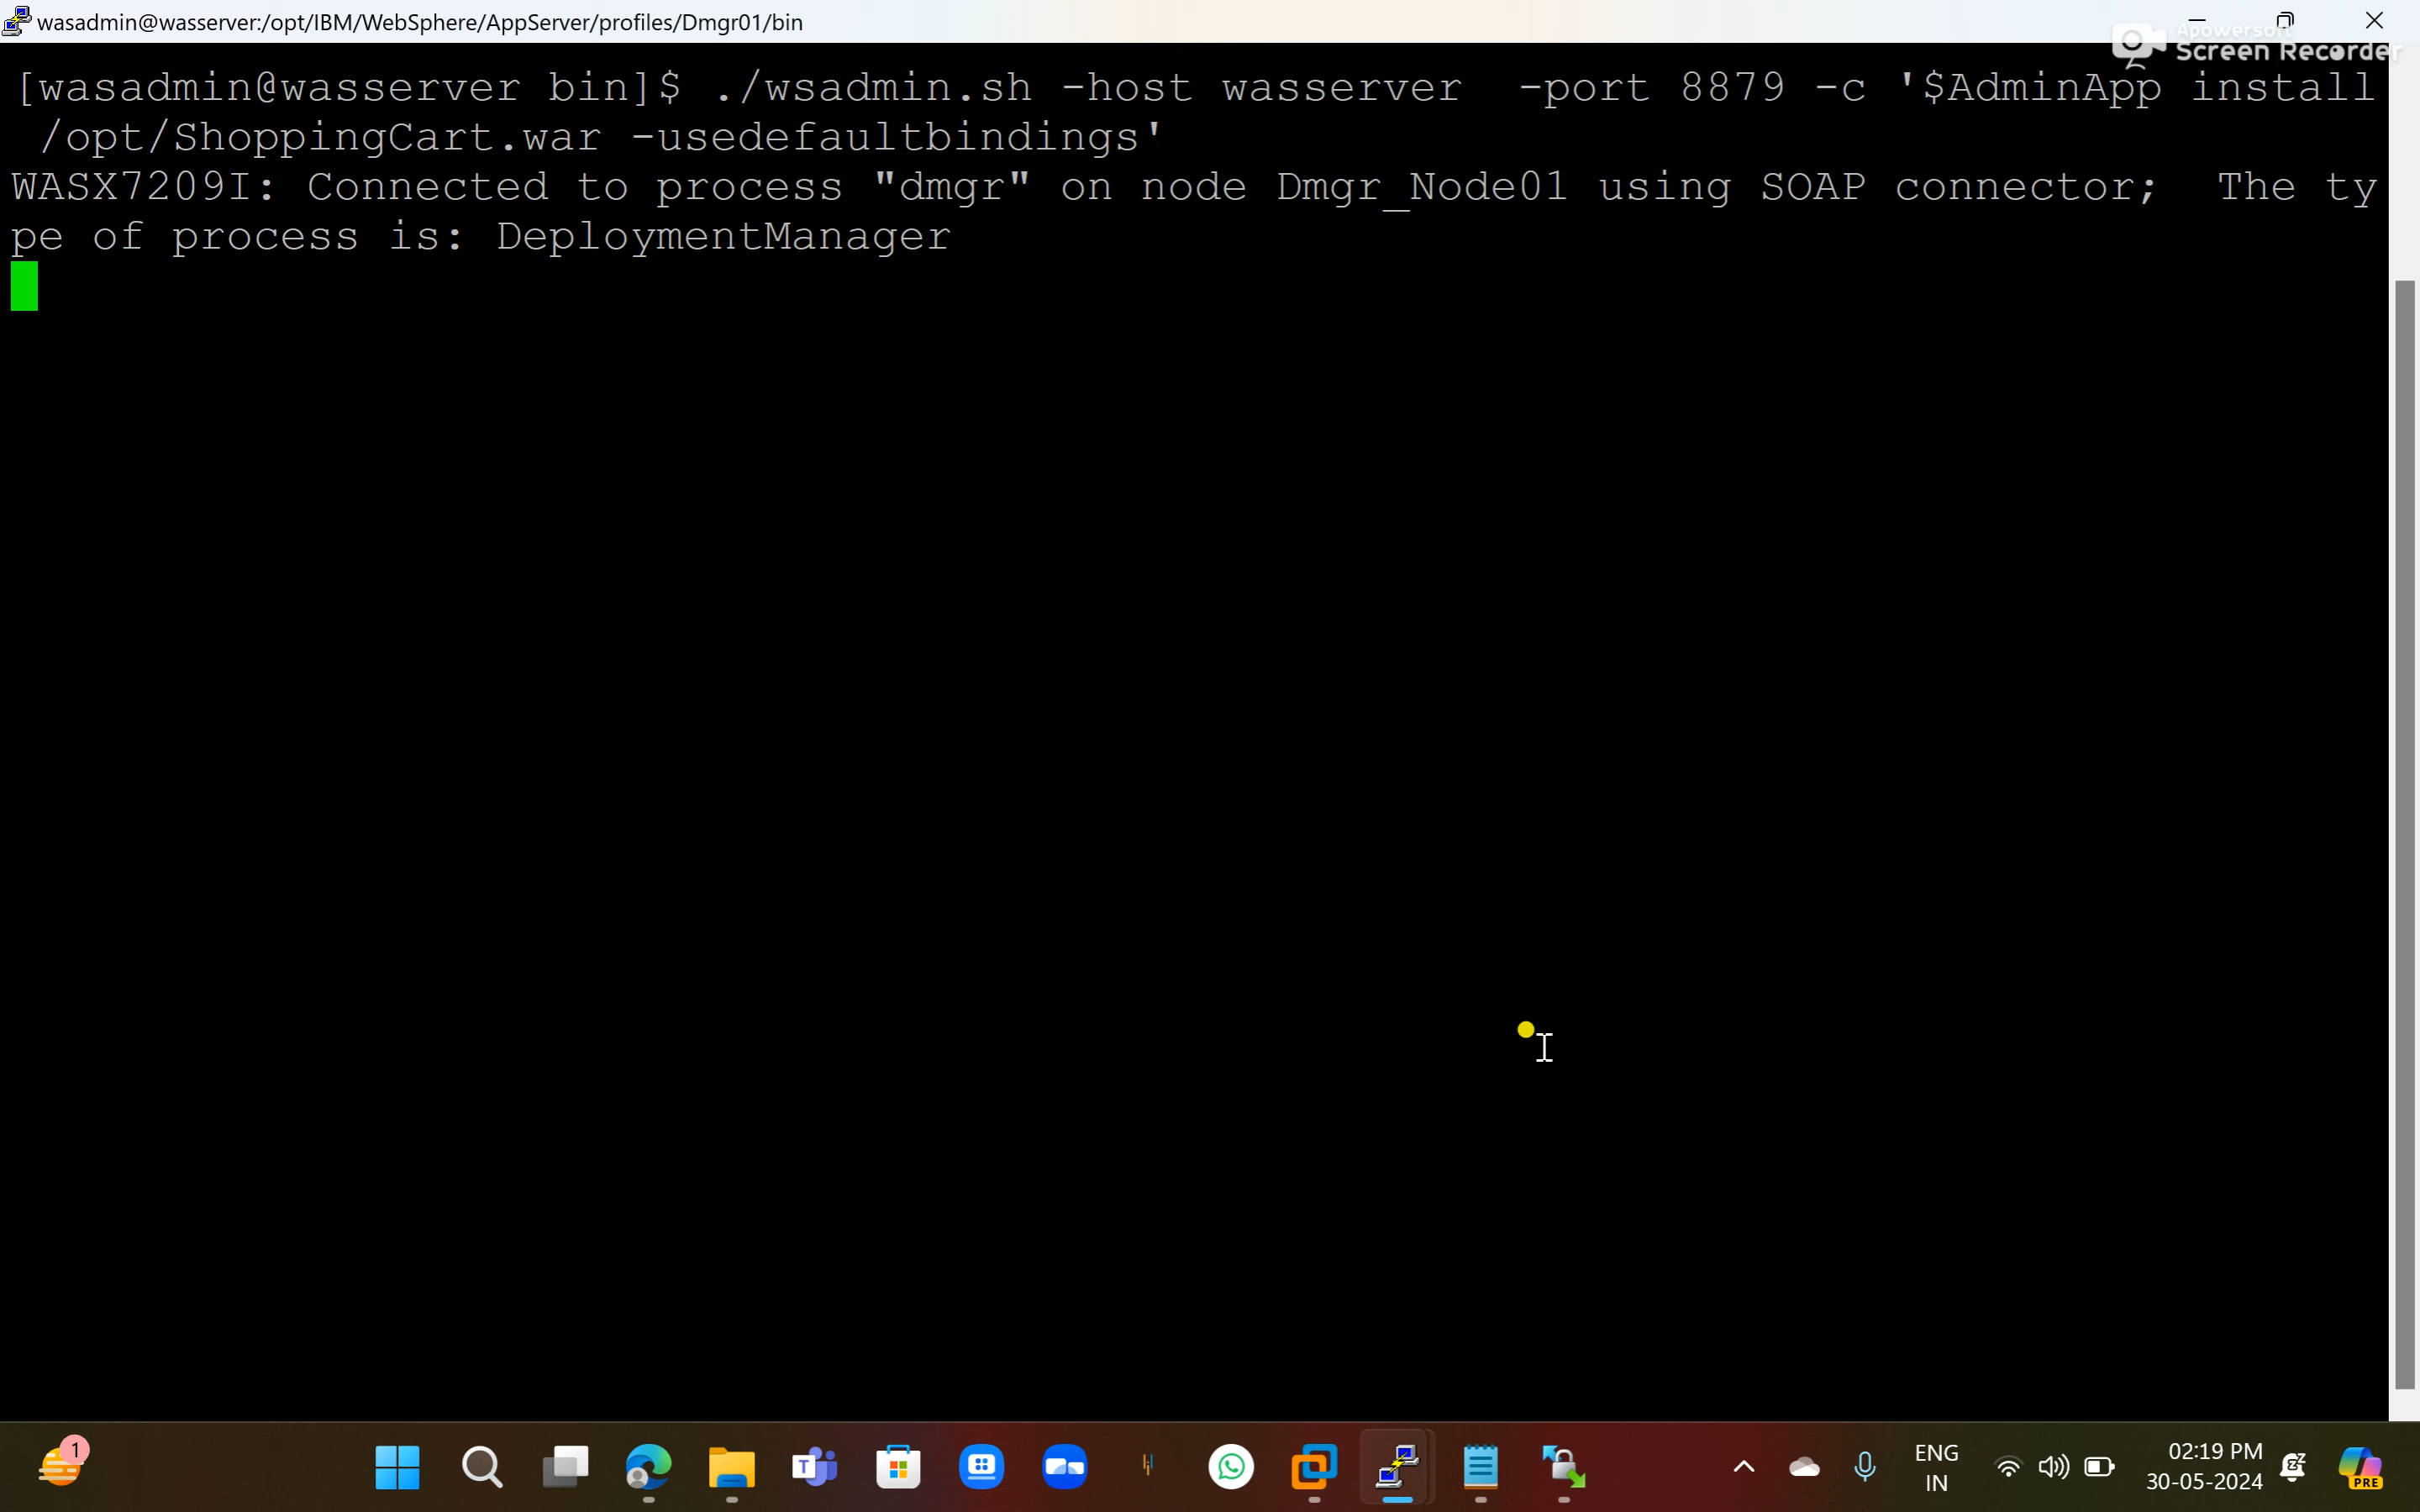 wasadmin@wasserver:/opt/IBM/WebSphere/AppServer/profiles/Dmgr01/bin
Apowersoft
Screen Recorder
[wasadmin@wasserver bin]$ ./wsadmin.sh -host wasserver  -port 8879 -c '$AdminApp install
 /opt/ShoppingCart.war -usedefaultbindings'
WASX7209I: Connected to process "dmgr" on node Dmgr_Node01 using SOAP connector;  The ty
pe of process is: DeploymentManager
1
T
ENG
IN
02:19 PM
30-05-2024
PRE